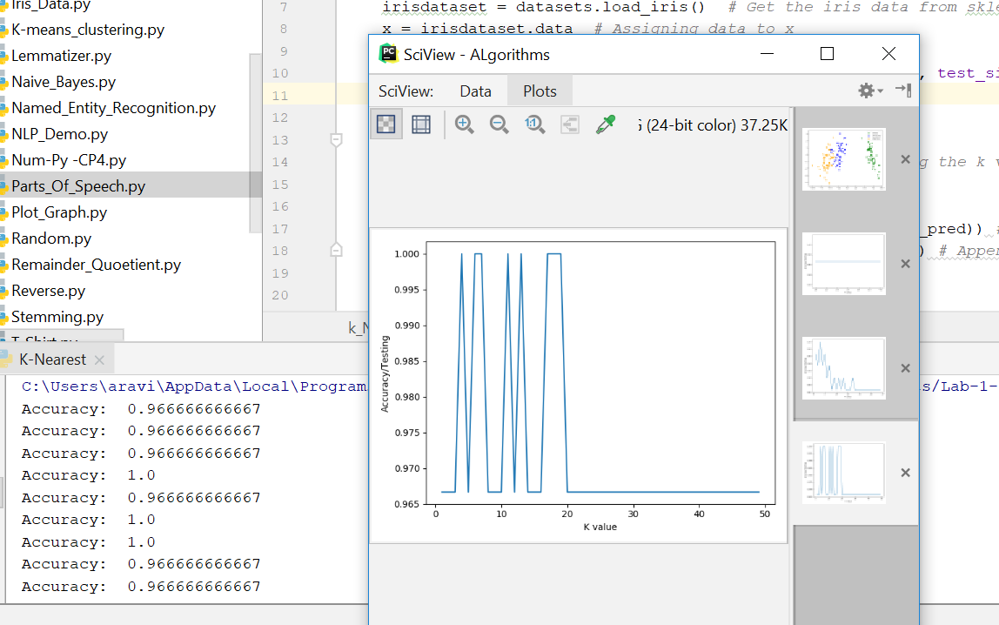 Iris_Data.py
K-means_clustering.py
Lemmatizer.py
Naive_Bayes.py
Named_Entity_Recognition.py
NLP_Demo.py
Num-Py -CP4.py
Parts_Of_Speech.py
Plot_Graph.py
Random.py
Remainder_Quoetient.py
Reverse.py
Stemming.py
T-Shirt.py
7 irisdataset = datasets.load_iris() # Get the iris data from
8 x = irisdataset.data # Assigning data to x
9
10 ,
11
12
13
14 the k
15
16
17 _pred)) #
18 ) #
19
20
SciView - ALgorithms
SciView: Data Plots
(24-bit color) 37.25K
1.000
0.995
0.990
0.985
0.980
0.975
0.970
0.965
Accuracy/Testing
0 10 20 30 40 50
K value
K-Nearest
C:\Users\aravi\AppData\Local\Program
/Lab-1-
Accuracy: 0.966666666667
Accuracy: 0.966666666667
Accuracy: 0.966666666667
Accuracy: 1.0
Accuracy: 0.966666666667
Accuracy: 1.0
Accuracy: 1.0
Accuracy: 0.966666666667
Accuracy: 0.966666666667